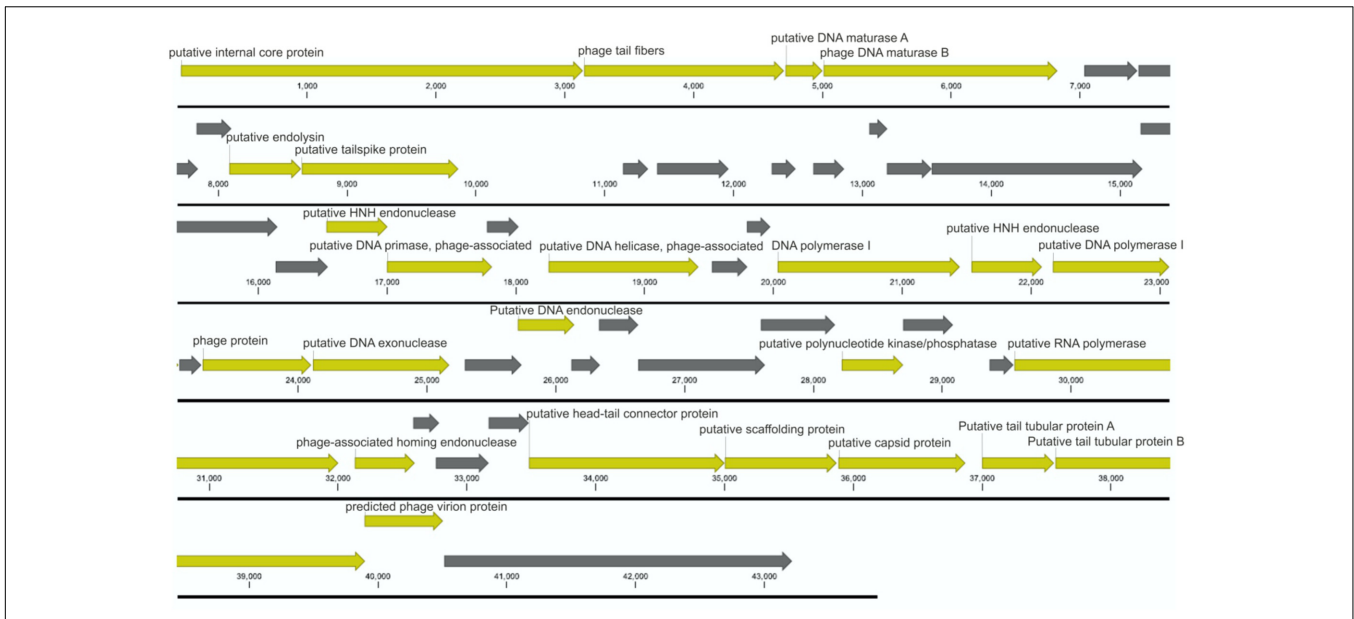 putative DNA maturase A
putative internal core protein phage tail fibers phage DNA maturase B
1,000 2,000 3,000 4,000 5,000 6,000 7,000
putative endolysin
putative tailspike protein
8,000 9,000 10,000 11,000 12,000 13,000 14,000 15,000
putative HNH endonuclease putative HNH endonuclease
putative DNA primase, phage-associated putative DNA helicase, phage-associated DNA polymerase I putative DNA polymerase I
16,000 17,000 18,000 19,000 20,000 21,000 22,000 23,000
Putative DNA endonuclease
phage protein putative DNA exonuclease putative polynucleotide kinase/phosphatase putative RNA polymerase
24,000 25,000 26,000 27,000 28,000 29,000 30,000
putative head-tail connector protein
putative scaffolding protein Putative tail tubular protein A
phage-associated homing endonuclease putative capsid protein Putative tail tubular protein B
31,000 32,000 33,000 34,000 35,000 36,000 37,000 38,000
predicted phage virion protein
39,000 40,000 41,000 42,000 43,000